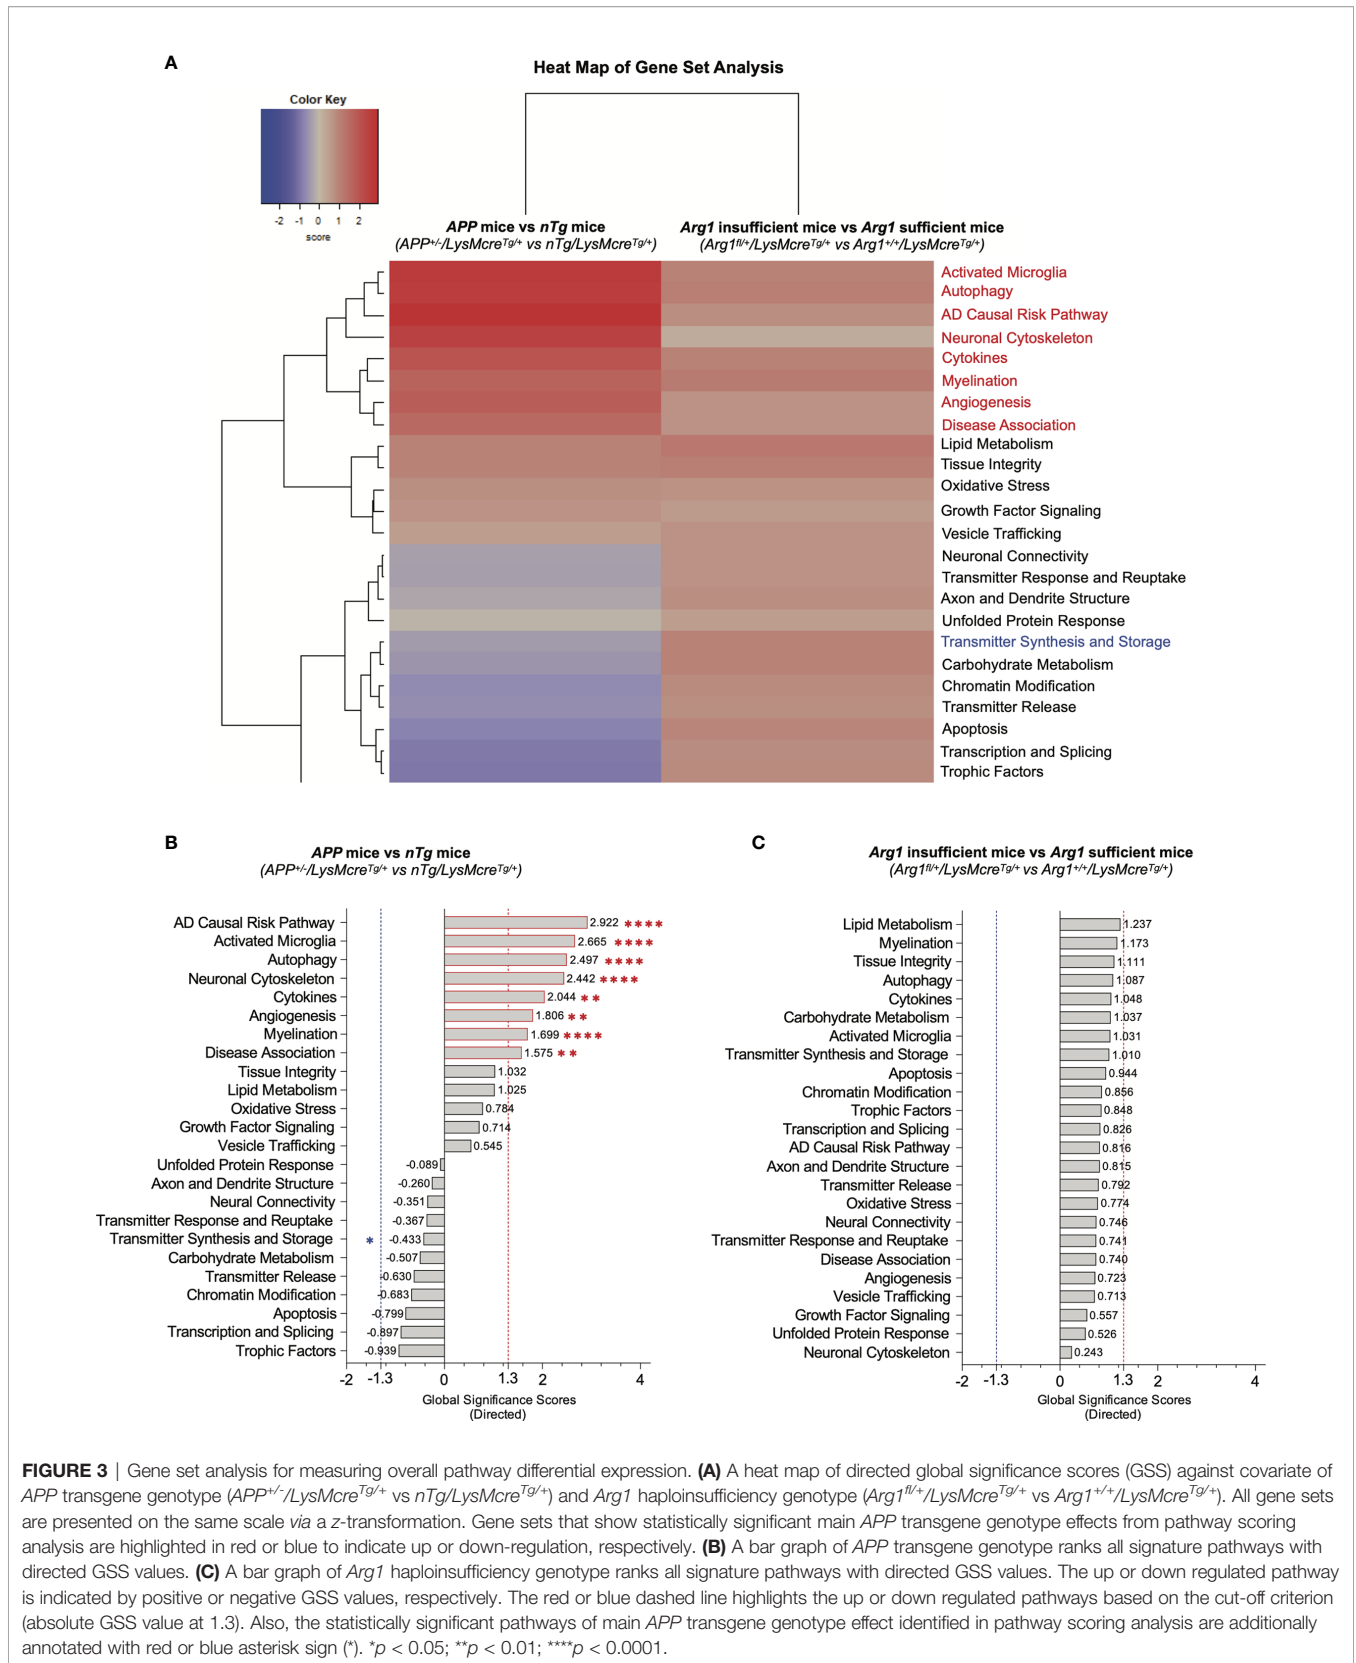 A
Heat Map of Gene Set Analysis
Color Key
-2 -1 0 1 2
score
APP mice vs nTg mice
(APP+/-/LysMcreTg/+ vs nTg/LysMcreTg/+)
Arg1 insufficient mice vs Arg1 sufficient mice
(Arg1fl/+/LysMcreTg/+ vs Arg1+/+/LysMcreTg/+)
Activated Microglia
Autophagy
AD Causal Risk Pathway
Neuronal Cytoskeleton
Cytokines
Myelination
Angiogenesis
Disease Association
Lipid Metabolism
Tissue Integrity
Oxidative Stress
Growth Factor Signaling
Vesicle Trafficking
Neuronal Connectivity
Transmitter Response and Reuptake
Axon and Dendrite Structure
Unfolded Protein Response
Transmitter Synthesis and Storage
Carbohydrate Metabolism
Chromatin Modification
Transmitter Release
Apoptosis
Transcription and Splicing
Trophic Factors
B
APP mice vs nTg mice
(APP+/-/LysMcreTg/+ vs nTg/LysMcreTg/+)
AD Causal Risk Pathway 2.922 ****
Activated Microglia 2.665 ****
Autophagy 2.497 ****
Neuronal Cytoskeleton 2.442 ****
Cytokines 2.044 **
Angiogenesis 1.806 **
Myelination 1.699 ****
Disease Association 1.575 **
Tissue Integrity 1.032
Lipid Metabolism 1.025
Oxidative Stress 0.784
Growth Factor Signaling 0.714
Vesicle Trafficking 0.545
Unfolded Protein Response -0.089
Axon and Dendrite Structure -0.260
Neural Connectivity -0.351
Transmitter Response and Reuptake -0.367
Transmitter Synthesis and Storage * -0.433
Carbohydrate Metabolism -0.507
Transmitter Release -0.630
Chromatin Modification -0.683
Apoptosis -0.799
Transcription and Splicing -0.897
Trophic Factors -0.939
-2 -1.3 0 1.3 2 4
Global Significance Scores
(Directed)
C
Arg1 insufficient mice vs Arg1 sufficient mice
(Arg1fl/+/LysMcreTg/+ vs Arg1+/+/LysMcreTg/+)
Lipid Metabolism 1.237
Myelination 1.173
Tissue Integrity 1.111
Autophagy 1.087
Cytokines 1.048
Carbohydrate Metabolism 1.037
Activated Microglia 1.031
Transmitter Synthesis and Storage 1.010
Apoptosis 0.944
Chromatin Modification 0.856
Trophic Factors 0.848
Transcription and Splicing 0.826
AD Causal Risk Pathway 0.816
Axon and Dendrite Structure 0.815
Transmitter Release 0.792
Oxidative Stress 0.774
Neural Connectivity 0.746
Transmitter Response and Reuptake 0.741
Disease Association 0.740
Angiogenesis 0.723
Vesicle Trafficking 0.713
Growth Factor Signaling 0.557
Unfolded Protein Response 0.526
Neuronal Cytoskeleton 0.243
-2 -1.3 0 1.3 2 4
Global Significance Scores
(Directed)
FIGURE 3 | Gene set analysis for measuring overall pathway differential expression. (A) A heat map of directed global significance scores (GSS) against covariate of
APP transgene genotype (APP+/-/LysMcreTg/+ vs nTg/LysMcreTg/+) and Arg1 haploinsufficiency genotype (Arg1fl/+/LysMcreTg/+ vs Arg1+/+/LysMcreTg/+). All gene sets
are presented on the same scale via a z-transformation. Gene sets that show statistically significant main APP transgene genotype effects from pathway scoring
analysis are highlighted in red or blue to indicate up or down-regulation, respectively. (B) A bar graph of APP transgene genotype ranks all signature pathways with
directed GSS values. (C) A bar graph of Arg1 haploinsufficiency genotype ranks all signature pathways with directed GSS values. The up or down regulated pathway
is indicated by positive or negative GSS values, respectively. The red or blue dashed line highlights the up or down regulated pathways based on the cut-off criterion
(absolute GSS value at 1.3). Also, the statistically significant pathways of main APP transgene genotype effect identified in pathway scoring analysis are additionally
annotated with red or blue asterisk sign (*). *p < 0.05; **p < 0.01; ****p < 0.0001.